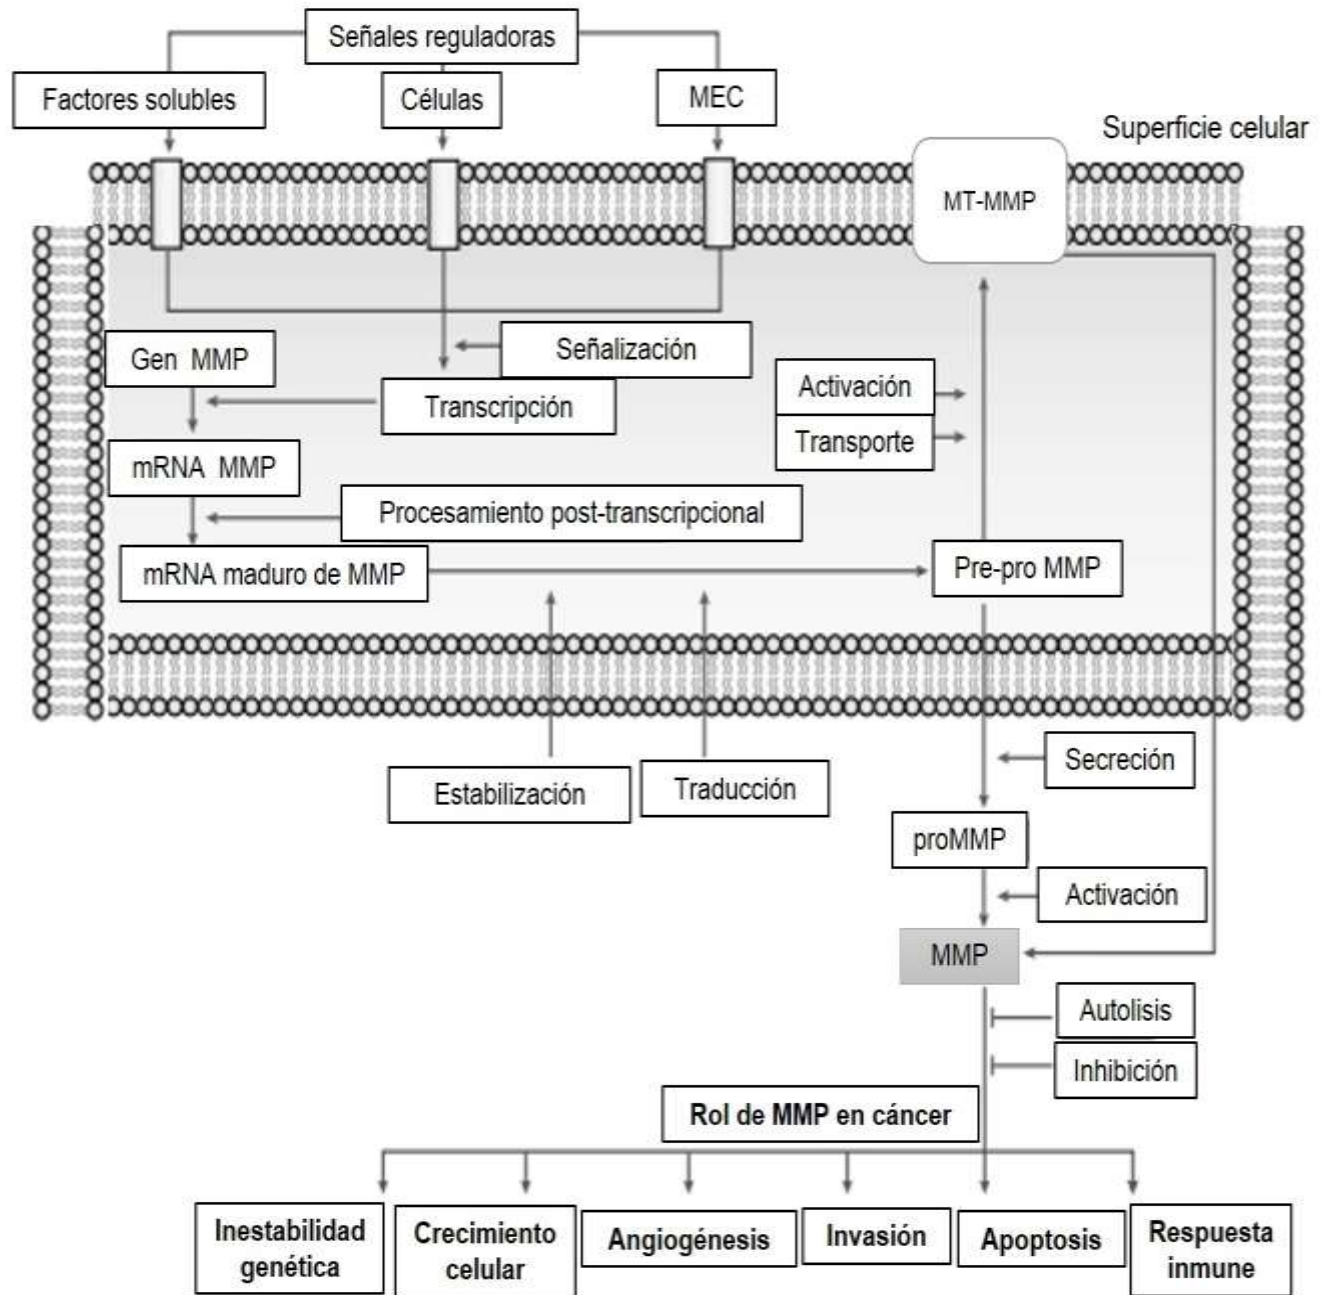 Señales reguladoras
Factores solubles
Células
MEC
Superficie celular
MT-MMP
Gen MMP
Señalización
Transcripción
Activación
Transporte
mRNA MMP
Procesamiento post-transcripcional
mRNA maduro de MMP
Pre-pro MMP
Estabilización
Traducción
Secreción
proMMP
Activación
MMP
Autolisis
Inhibición
Rol de MMP en cáncer
Inestabilidad
genética
Crecimiento
celular
Angiogénesis
Invasión
Apoptosis
Respuesta
inmune